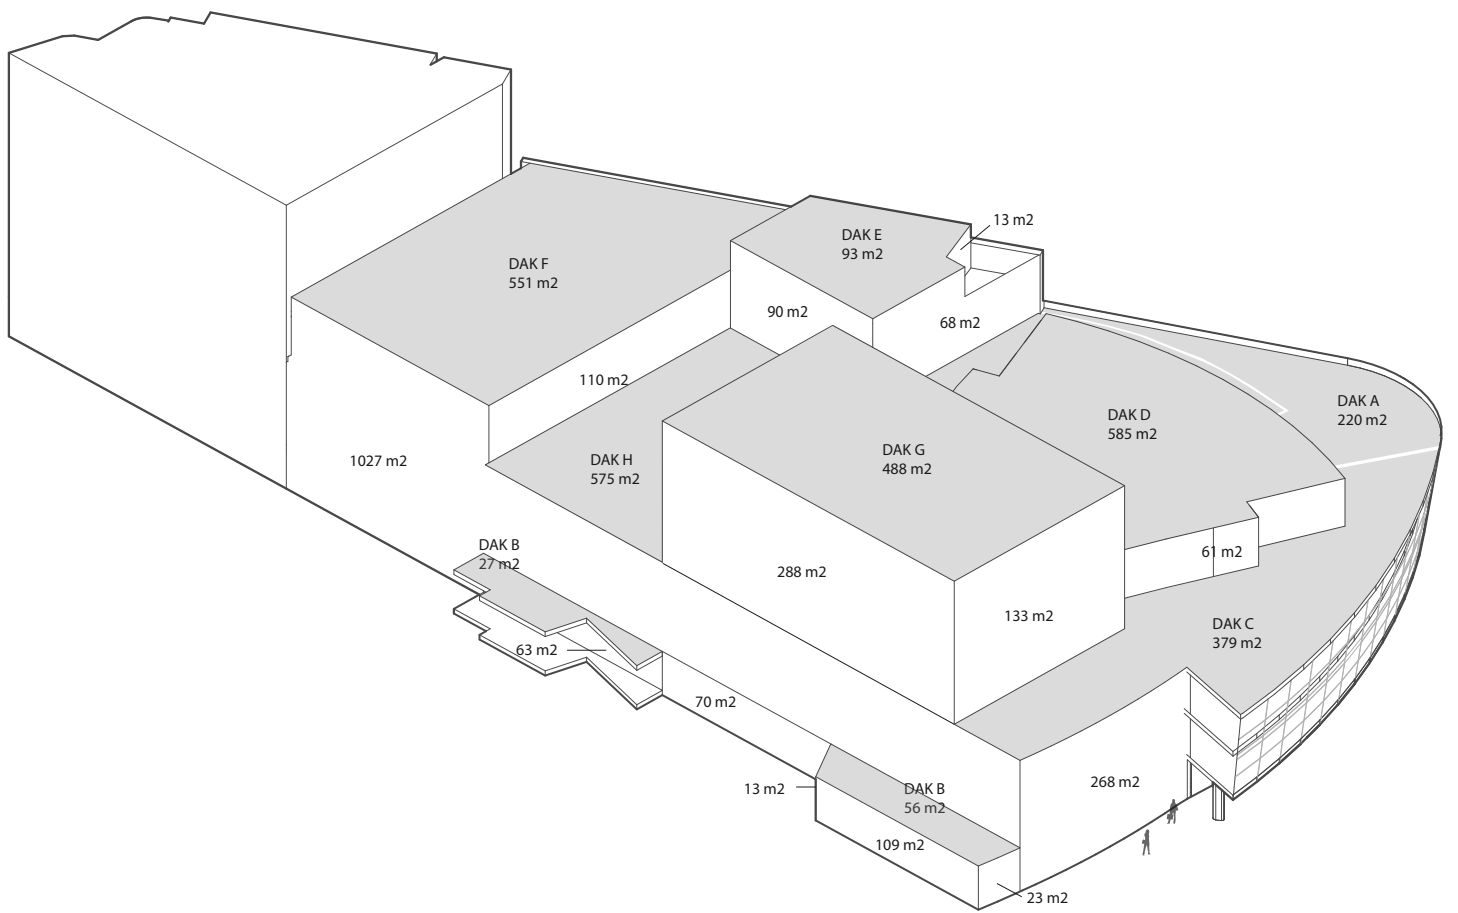 13 m2
DAK E
93 m2
DAK F
551 m2
90 m2
68 m2
110 m2
DAK A
220 m2
DAK D
585 m2
DAK G
488 m2
1027 m2
DAK H
575 m2
DAK B
27 m2
61 m2
288 m2
133 m2
DAK C
379 m2
63 m2
70 m2
268 m2
13 m2
DAK B
56 m2
109 m2
23 m2